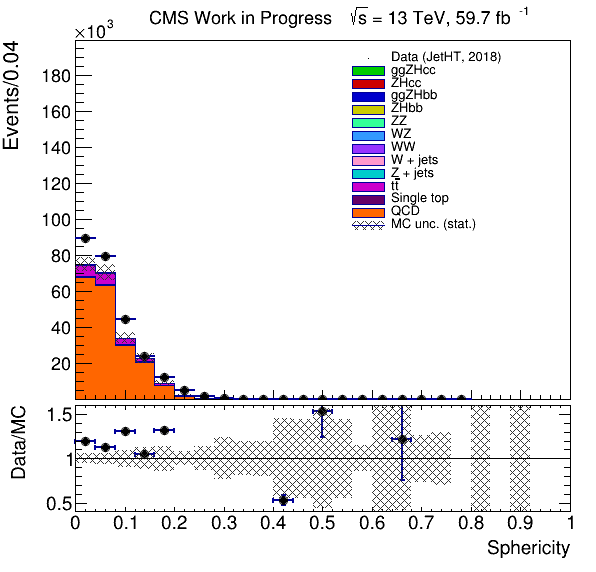 CMS Work in Progress √s = 13 TeV, 59.7 fb⁻¹
×10³
Events/0.04
180
160
140
120
100
80
60
40
20
Data (JetHT, 2018)
ggZHcc
ZHcc
ggZHbb
ZHbb
ZZ
WZ
WW
W + jets
Z + jets
tt̅
Single top
QCD
MC unc. (stat.)
Data/MC
1.5
1
0.5
0 0.1 0.2 0.3 0.4 0.5 0.6 0.7 0.8 0.9 1
Sphericity